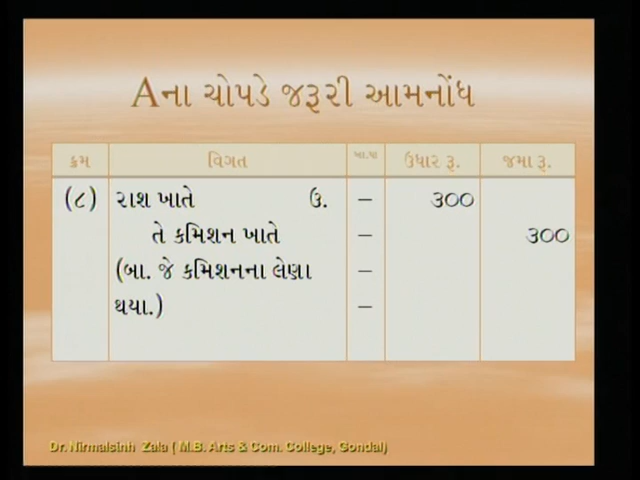 Aના ચોપડે જરૂરી આમનોંધ
ક્રમ વિગત ખા.પા ઉધાર રૂ. જમા રૂ.
(૮) રાશ ખાતે ઉ. – ૩૦૦
તે કમિશન ખાતે – ૩૦૦
(બા. જે કમિશનના લેણા –
થયા.) –
Dr. Nirmalsinh Zala ( M.B. Arts & Com. College, Gondal)